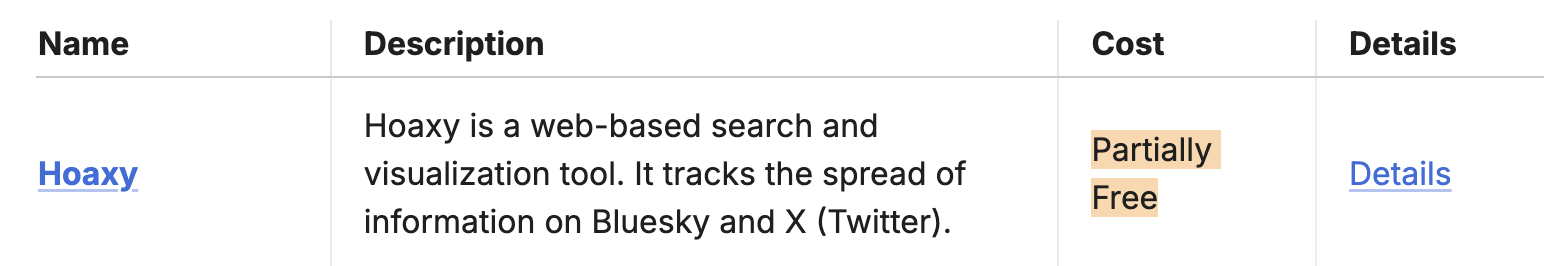 Name Description Cost Details
Hoaxy is a web-based search and
visualization tool. It tracks the spread of
information on Bluesky and X (Twitter).
Hoaxy
Partially
Free
Details